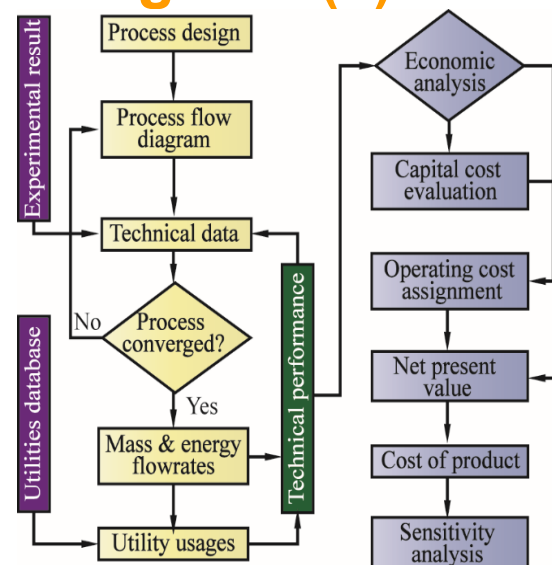 Experimental result
Process design
Process flow
diagram
Technical data
No
Process
converged?
Yes
Utilities database
Mass & energy
flowrates
Utility usages
Technical performance
Economic
analysis
Capital cost
evaluation
Operating cost
assignment
Net present
value
Cost of product
Sensitivity
analysis